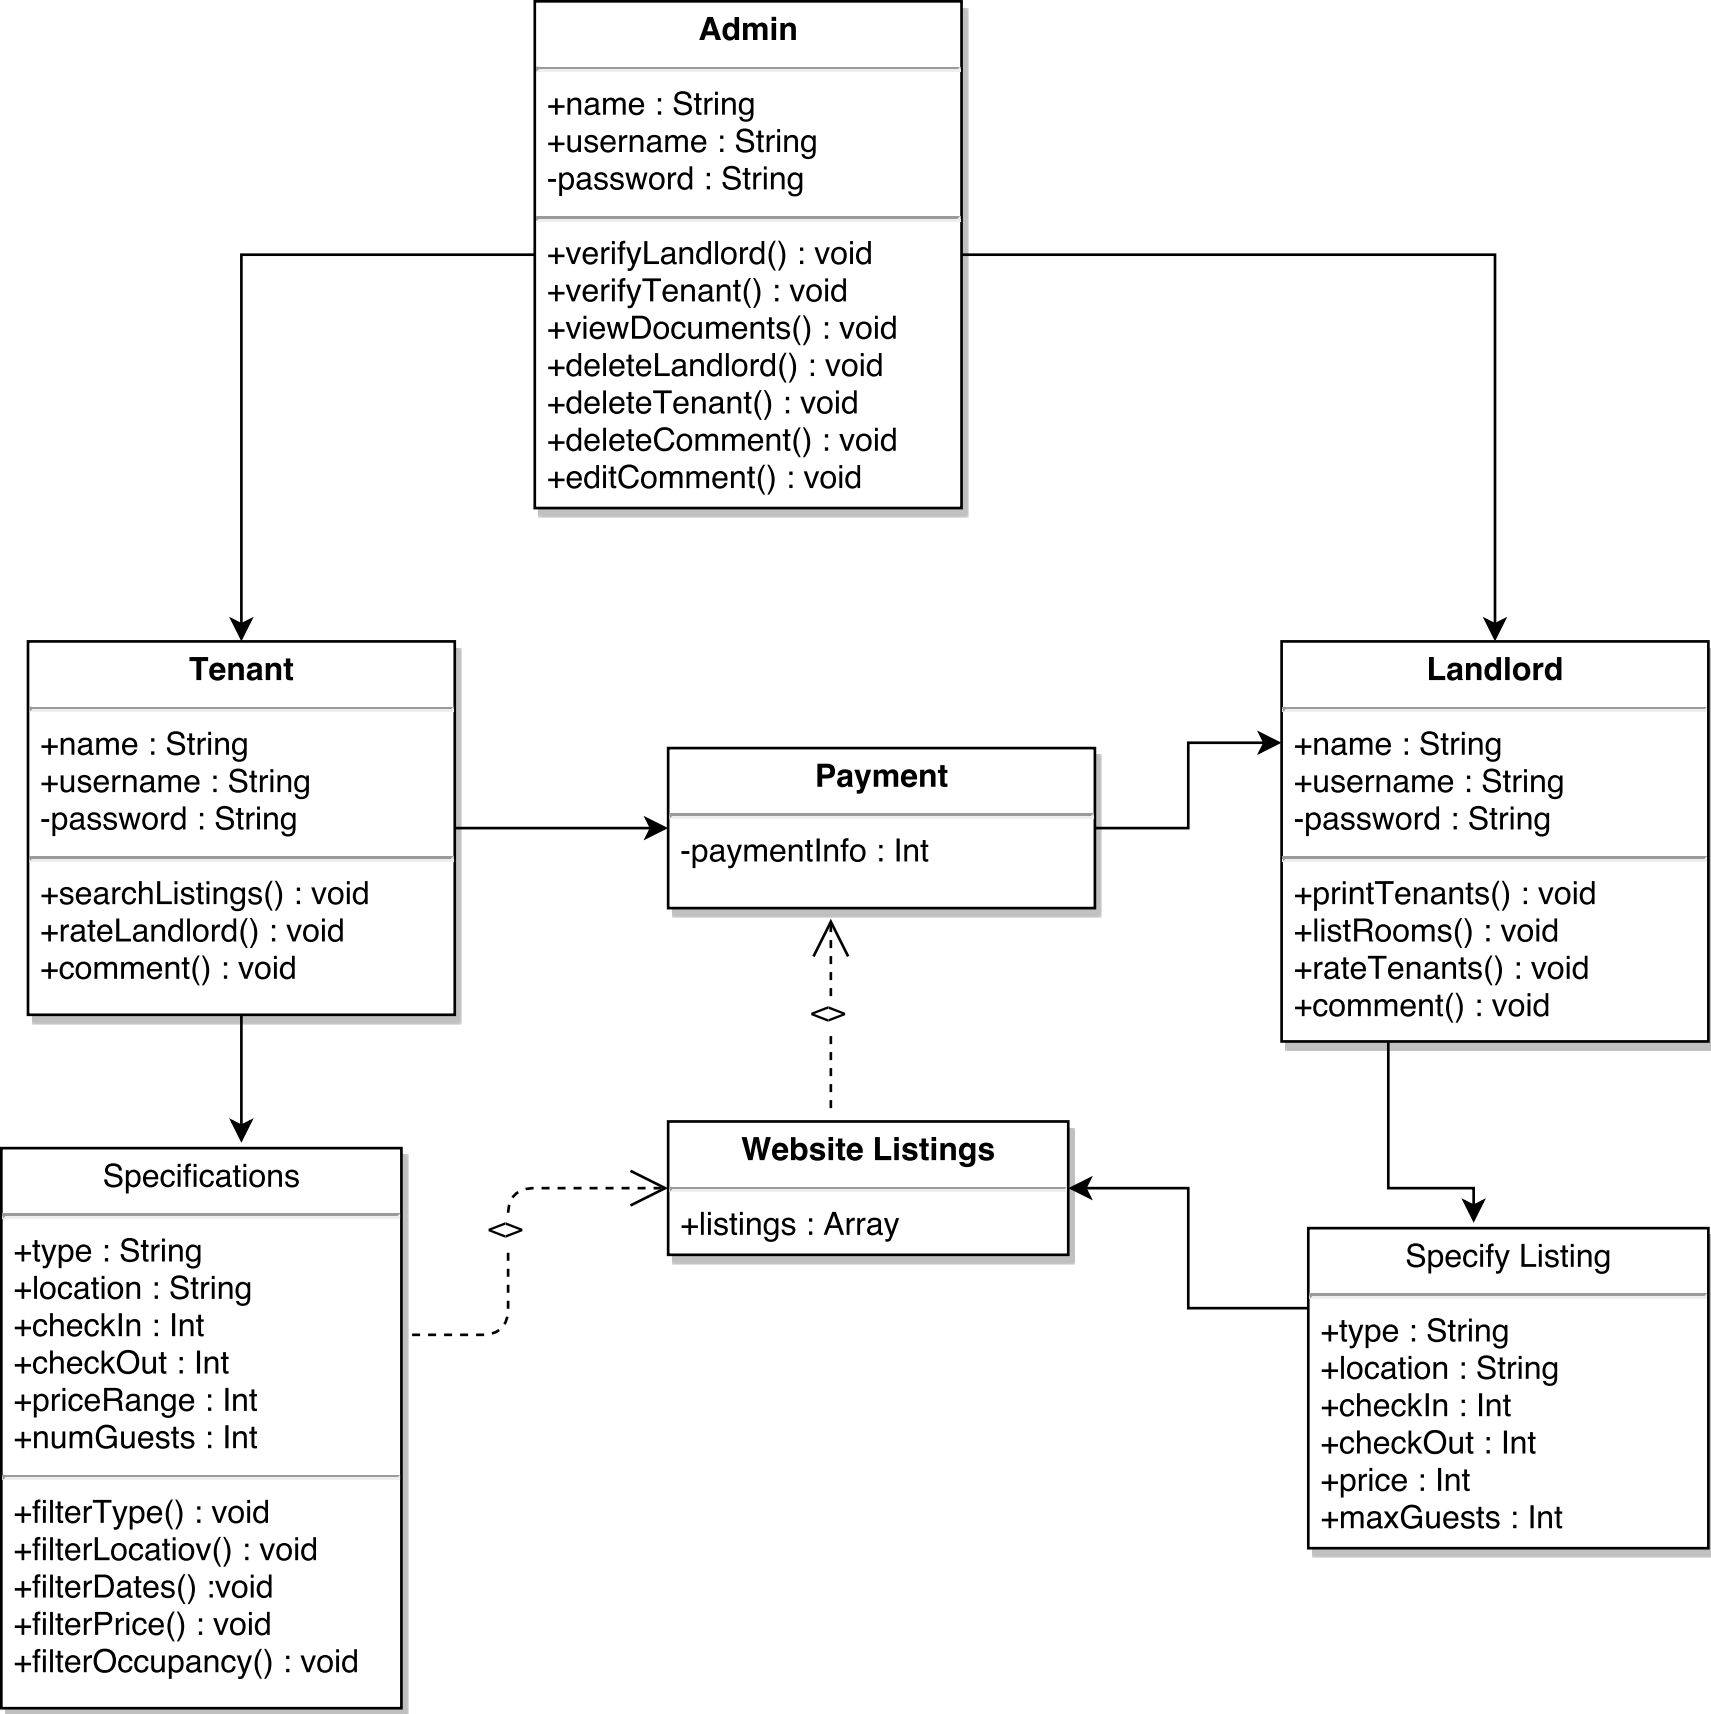 Admin
+name : String
+username : String
-password : String
+verifyLandlord() : void
+verifyTenant() : void
+viewDocuments() : void
+deleteLandlord() : void
+deleteTenant() : void
+deleteComment() : void
+editComment() : void
Tenant
+name : String
+username : String
-password : String
+searchListings() : void
+rateLandlord() : void
+comment() : void
Payment
-paymentInfo : Int
Landlord
+name : String
+username : String
-password : String
+printTenants() : void
+listRooms() : void
+rateTenants() : void
+comment() : void
Specifications
+type : String
+location : String
+checkIn : Int
+checkOut : Int
+priceRange : Int
+numGuests : Int
+filterType() : void
+filterLocatiov() : void
+filterDates() :void
+filterPrice() : void
+filterOccupancy() : void
Website Listings
+listings : Array
Specify Listing
+type : String
+location : String
+checkIn : Int
+checkOut : Int
+price : Int
+maxGuests : Int